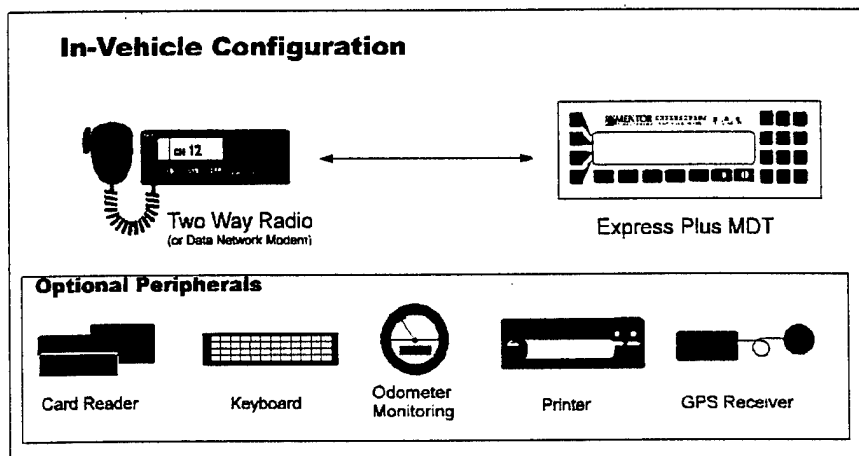 In-Vehicle Configuration
CH 12
MENTOR
Two Way Radio
(or Data Network Modem)
Express Plus MDT
Optional Peripherals
Card Reader
Keyboard
Odometer
Monitoring
Printer
GPS Receiver